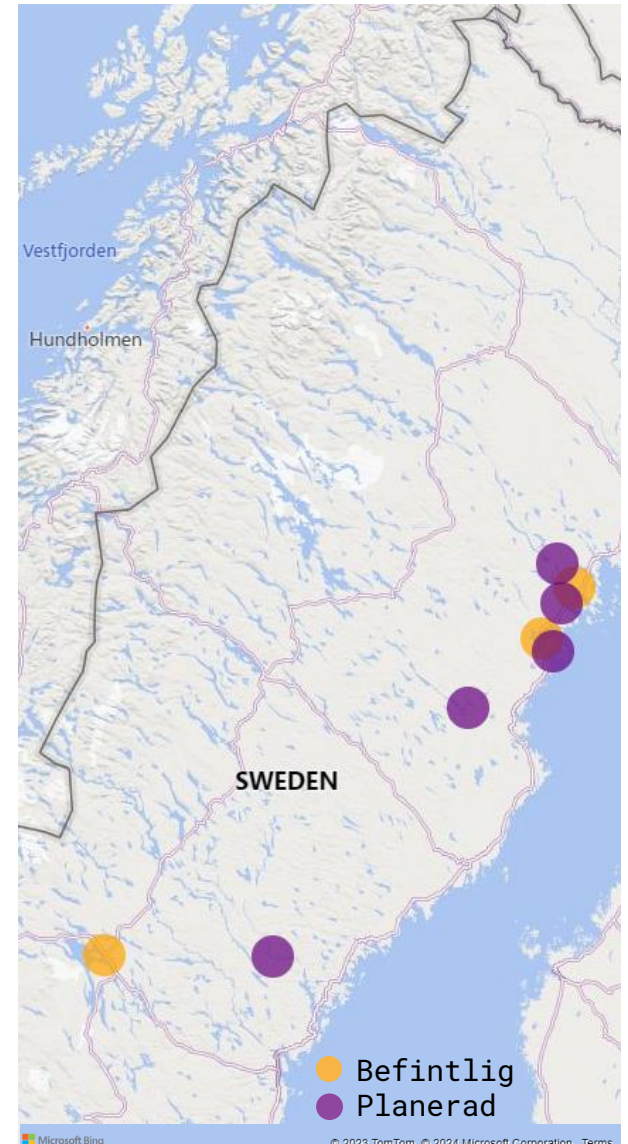 Vestfjorden
Hundholmen
SWEDEN
Befintlig
Planerad
Microsoft Bing
© 2023 TomTom, © 2024 Microsoft Corporation Terms